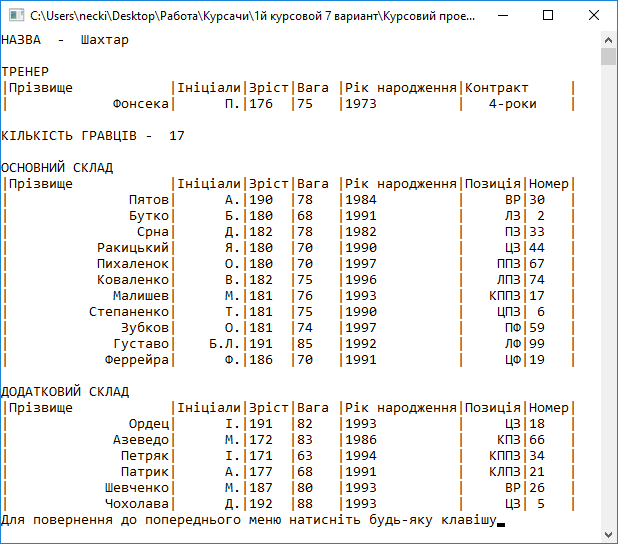 C:\Users\necki\Desktop\Работа\Курсачи\1й курсовой 7 вариант\Курсовий прое...
НАЗВА - Шахтар
ТРЕНЕР
|Прізвище |Ініціали|Зріст|Вага |Рік народження|Контракт |
| Фонсека| П.|176 |75 |1973 | 4-роки |
КІЛЬКІСТЬ ГРАВЦІВ - 17
ОСНОВНИЙ СКЛАД
|Прізвище |Ініціали|Зріст|Вага |Рік народження|Позиція|Номер|
| Пятов| А.|190 |78 |1984 | ВР|30 |
| Бутко| Б.|180 |68 |1991 | ЛЗ| 2 |
| Срна| Д.|182 |78 |1982 | ПЗ|33 |
| Ракицький| Я.|180 |70 |1990 | ЦЗ|44 |
| Пихаленок| О.|180 |70 |1997 | ППЗ|67 |
| Коваленко| В.|182 |75 |1996 | ЛПЗ|74 |
| Малишев| М.|181 |76 |1993 | КППЗ|17 |
| Степаненко| Т.|181 |75 |1990 | ЦПЗ| 6 |
| Зубков| О.|181 |74 |1997 | ПФ|59 |
| Густаво| Б.Л.|191 |85 |1992 | ЛФ|99 |
| Феррейра| Ф.|186 |70 |1991 | ЦФ|19 |
ДОДАТКОВИЙ СКЛАД
|Прізвище |Ініціали|Зріст|Вага |Рік народження|Позиція|Номер|
| Ордец| І.|191 |82 |1993 | ЦЗ|18 |
| Азеведо| М.|172 |83 |1986 | КПЗ|66 |
| Петряк| І.|171 |63 |1994 | КППЗ|34 |
| Патрик| А.|177 |68 |1991 | КЛПЗ|21 |
| Шевченко| М.|187 |80 |1993 | ВР|26 |
| Чохолава| Д.|192 |88 |1993 | ЦЗ| 5 |
Для повернення до попереднього меню натисніть будь-яку клавішу